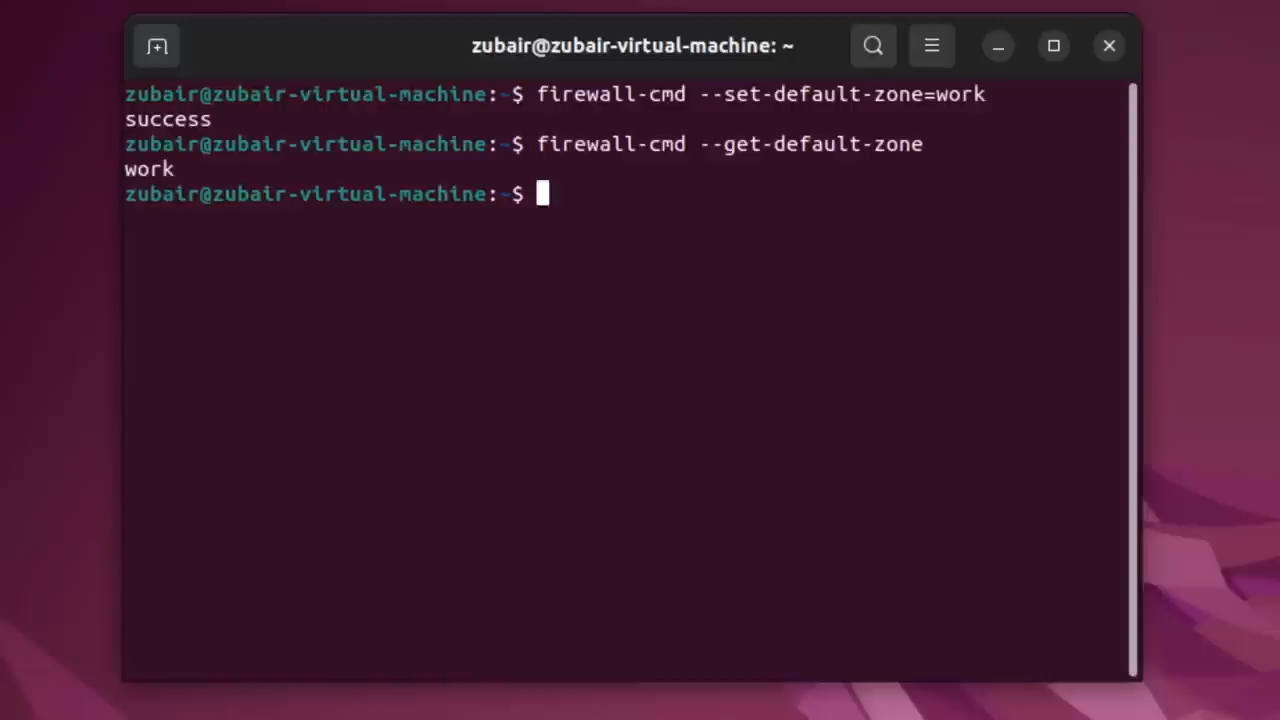 zubair@zubair-virtual-machine: ~
zubair@zubair-virtual-machine:~$ firewall-cmd --set-default-zone=work
success
zubair@zubair-virtual-machine:~$ firewall-cmd --get-default-zone
work
zubair@zubair-virtual-machine:~$